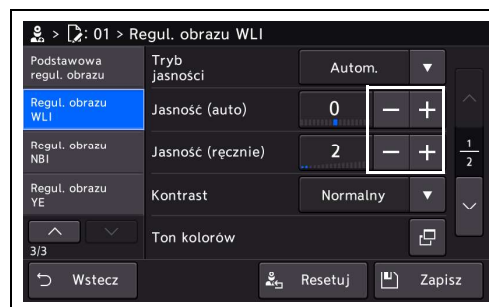 > : 01 > Regul. obrazu WLI
Podstawowa
regul. obrazu
Tryb
jasności
Autom.
Regul. obrazu
WLI
Jasność (auto)
0
Regul. obrazu
NBI
Jasność (ręcznie)
2
1
2
Regul. obrazu
YE
Kontrast
Normalny
3/3
Ton kolorów
Wstecz
Resetuj
Zapisz